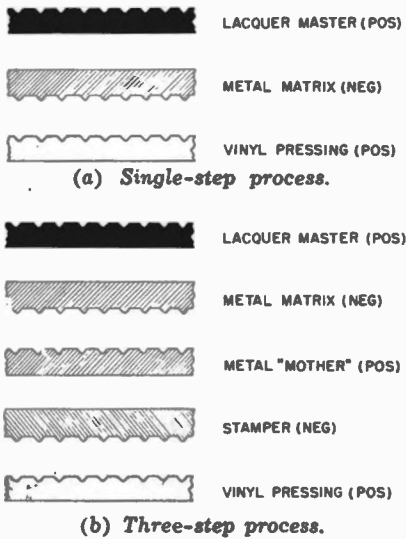 LACQUER MASTER (POS)
METAL MATRIX (NEG)
VINYL PRESSING (POS)
(a) Single-step process.
LACQUER MASTER (POS)
METAL MATRIX (NEG)
METAL "MOTHER" (POS)
STAMPER (NEG)
VINYL PRESSING (POS)
(b) Three-step process.